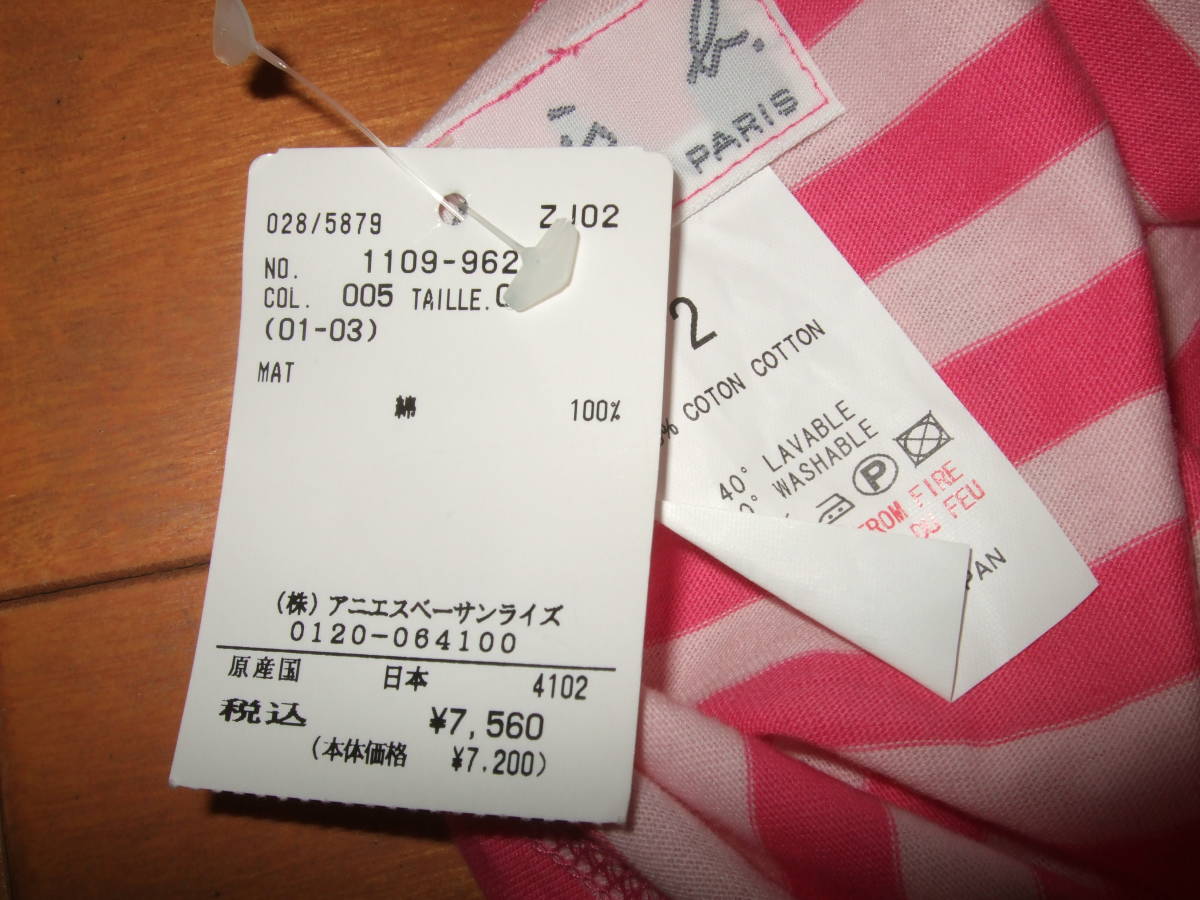 028/5879
NO. 1109-962
COL. 005 TAILLE.
(01-03)
MAT
綿 100%
(株)アニエスベーサンライズ
0120-064100
原産国 日本 4102
税込 ¥7,560
(本体価格 ¥7.200)
b.
PARIS
2
COTON COTTON
40° LAVABLE
WASHABLE
P
FIRE
FEU